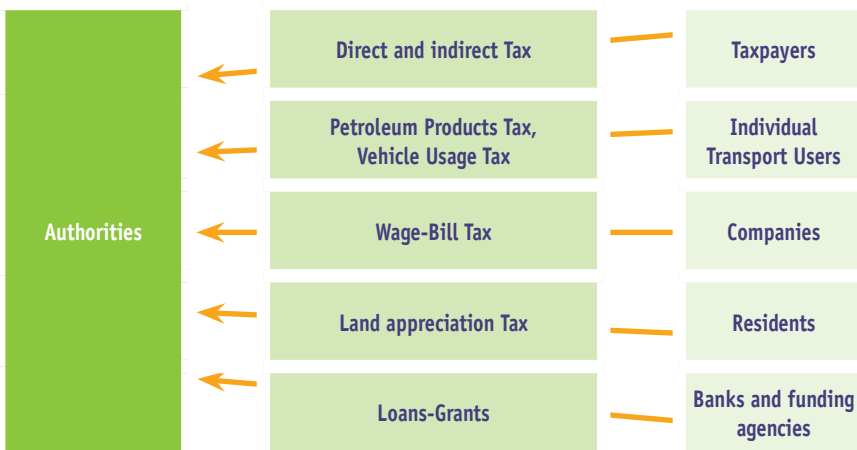 Direct and indirect Tax
Taxpayers
Petroleum Products Tax,
Vehicle Usage Tax
Individual
Transport Users
Authorities
Wage-Bill Tax
Companies
Land appreciation Tax
Residents
Loans-Grants
Banks and funding
agencies